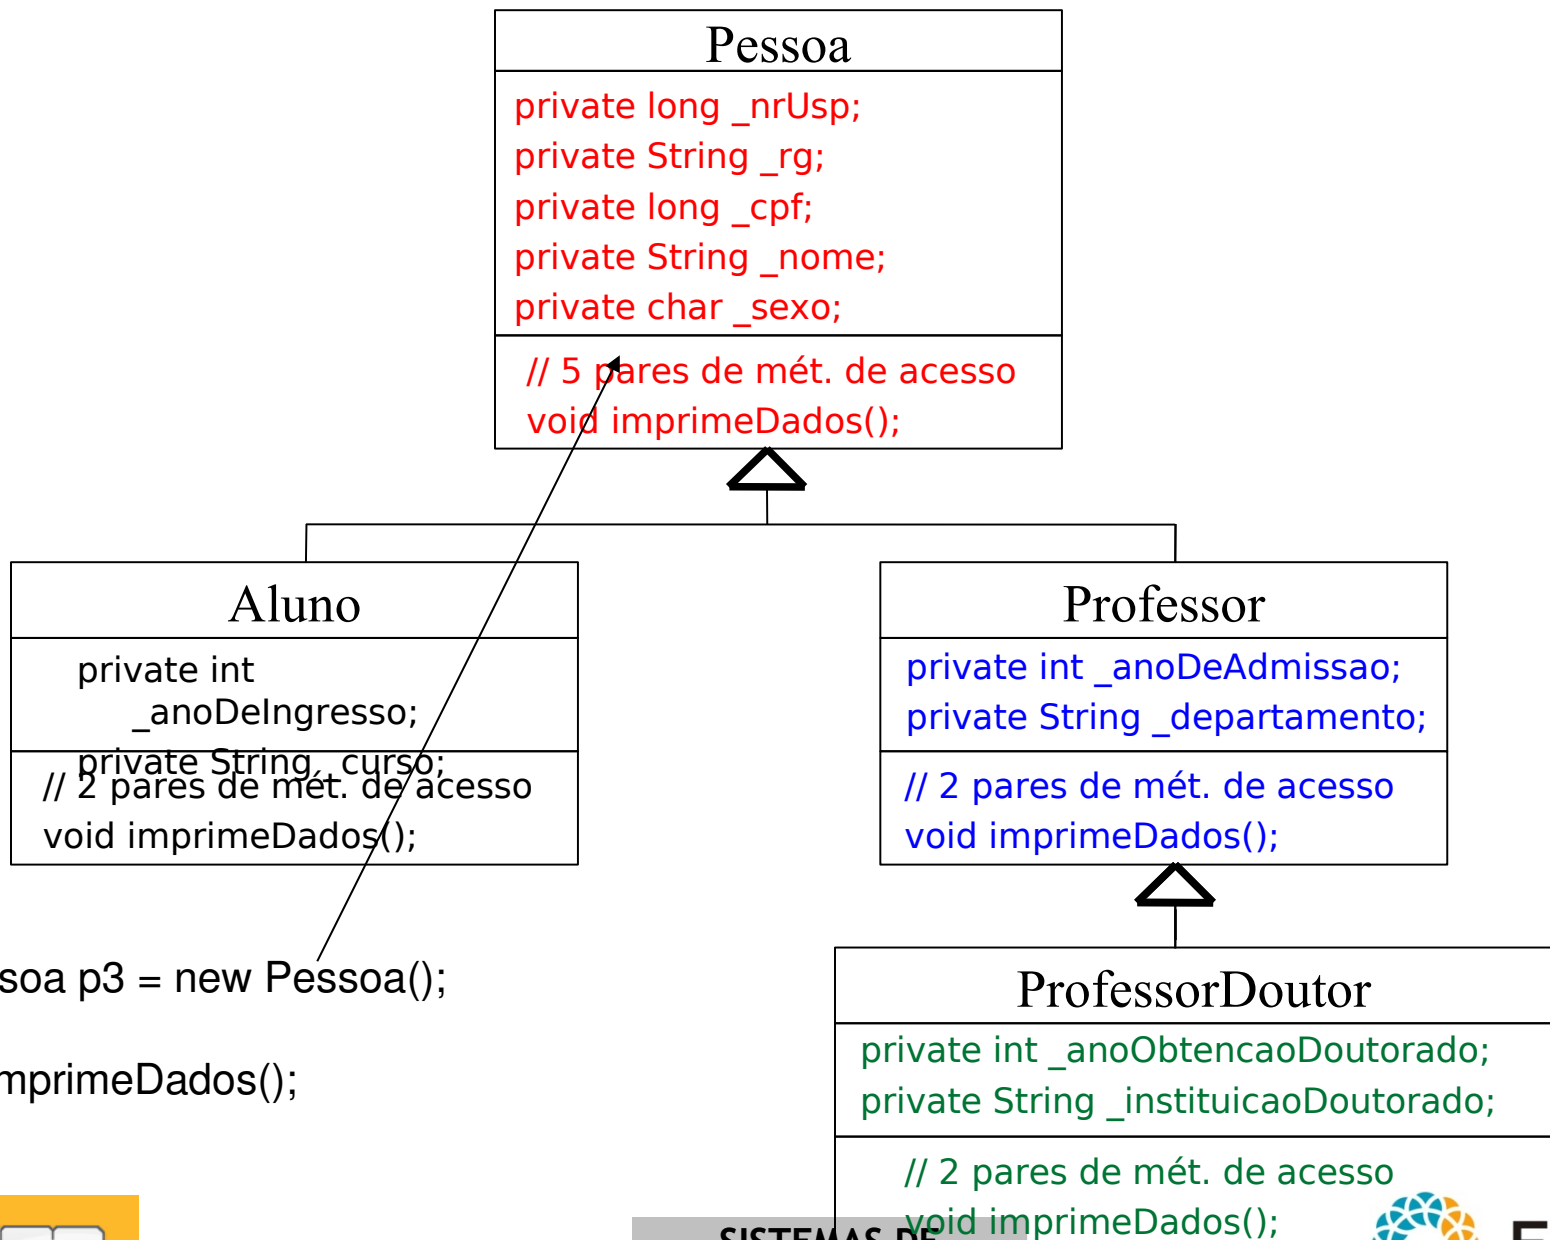 Pessoa
private long _nrUsp;
private String _rg;
private long _cpf;
private String _nome;
private char _sexo;
// 5 pares de mét. de acesso
void imprimeDados();
Aluno
private int
_anoDeIngresso;
private String _curso;
// 2 pares de mét. de acesso
void imprimeDados();
Professor
private int _anoDeAdmissao;
private String _departamento;
// 2 pares de mét. de acesso
void imprimeDados();
soa p3 = new Pessoa();
mprimeDados();
ProfessorDoutor
private int _anoObtencaoDoutorado;
private String _instituicaoDoutorado;
// 2 pares de mét. de acesso
void imprimeDados();
SISTEMAS DE